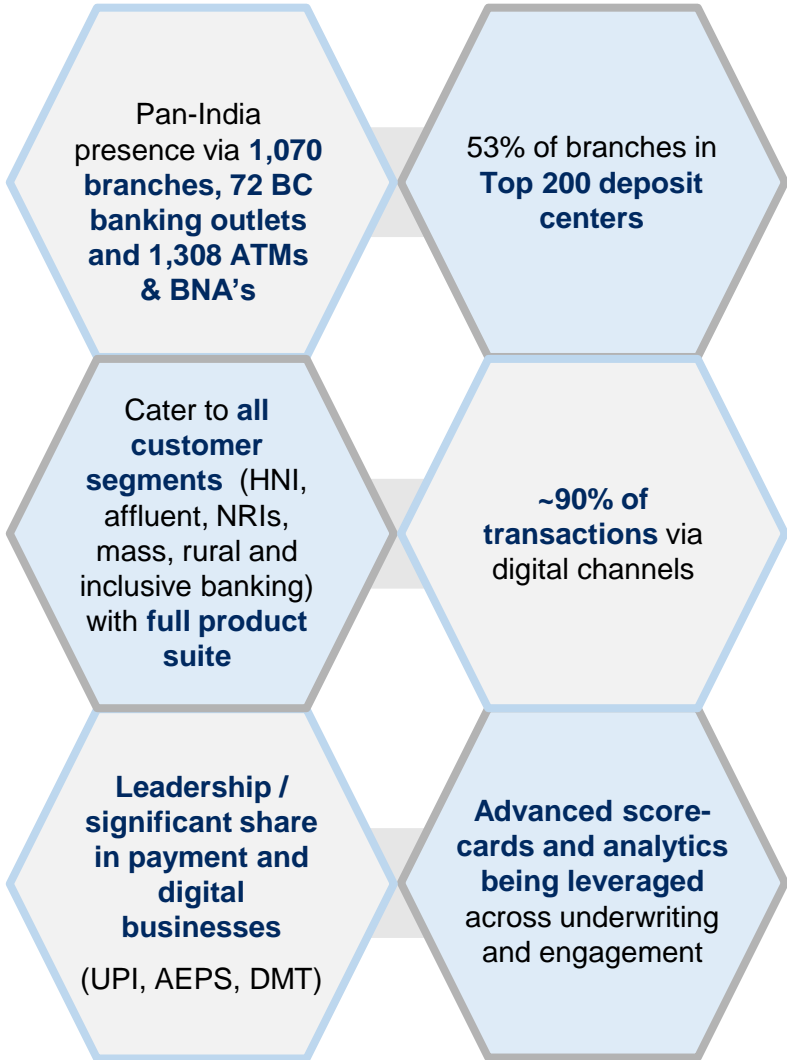 Pan-India
presence via 1,070
branches, 72 BC
banking outlets
and 1,308 ATMs
& BNA's
53% of branches in
Top 200 deposit
centers
Cater to all
customer
segments (HNI,
affluent, NRIs,
mass, rural and
inclusive banking)
with full product
suite
~90% of
transactions via
digital channels
Leadership /
significant share
in payment and
digital
businesses
(UPI, AEPS, DMT)
Advanced score-
cards and analytics
being leveraged
across underwriting
and engagement